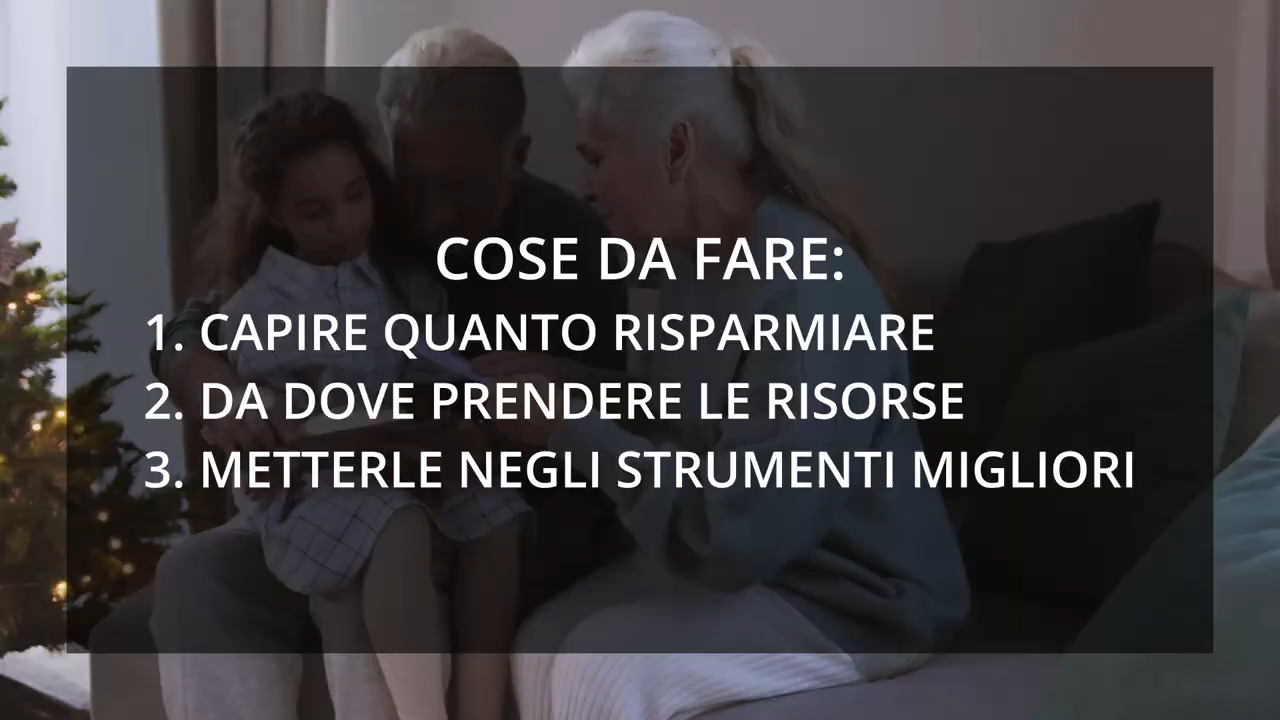 COSE DA FARE:
1. CAPIRE QUANTO RISPARMIARE
2. DA DOVE PRENDERE LE RISORSE
3. METTERLE NEGLI STRUMENTI MIGLIORI